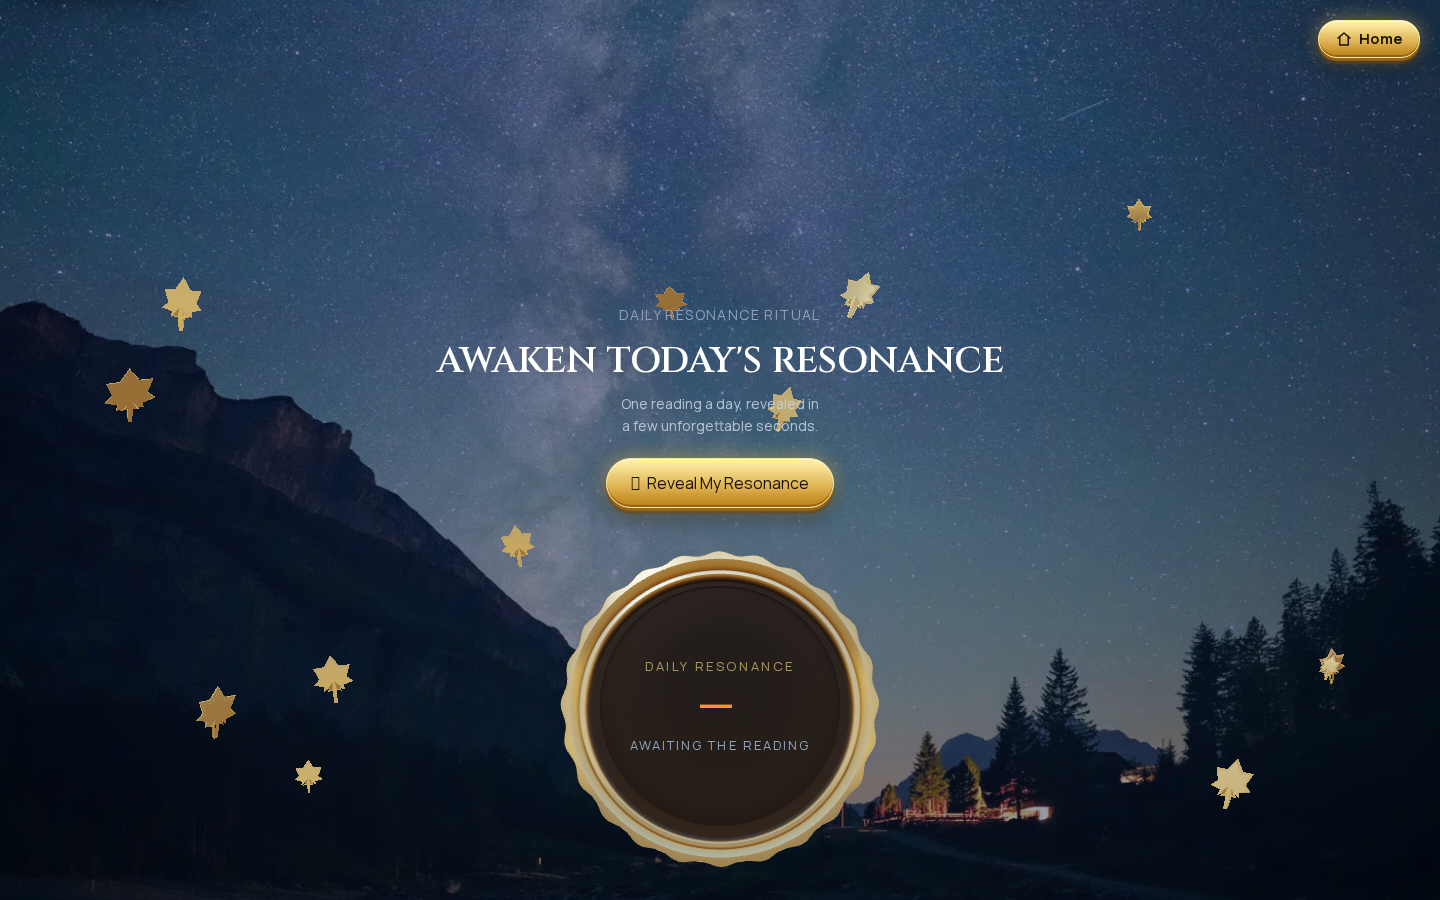 Home
DAILY RESONANCE RITUAL
AWAKEN TODAY'S RESONANCE
One reading a day, revealed in
a few unforgettable seconds.
Reveal My Resonance
DAILY RESONANCE
—
AWAITING THE READING